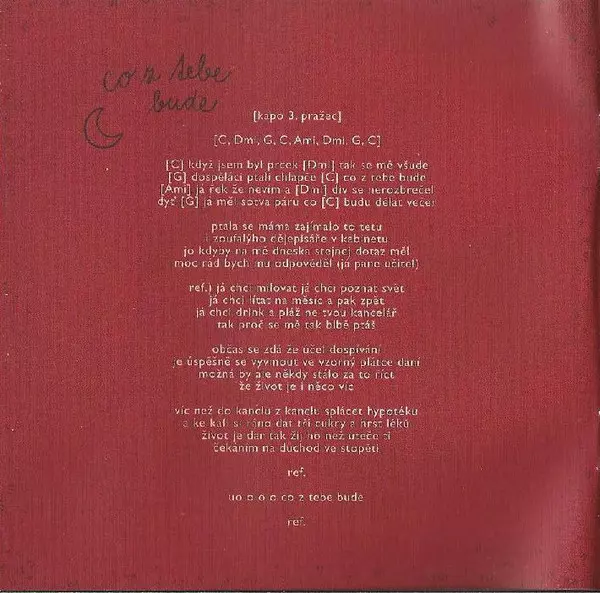 co z tebe
bude
[kapo 3. pražec]
[C, Dmi, G, C, Ami, Dmi, G, C]
[C] když jsem byl prcek [Dmi] tak se mě všude
[G] dospěláci ptali chlapče [C] co z tebe bude
[Ami] já řek že nevim a [Dmi] div se nerozbrečel
dyť [G] já měl sotva páru co [C] budu dělat večer
ptala se máma zajímalo to tetu
i zoufalýho dějepisáře v kabinetu
jo kdyby na mě dneska stejnej dotaz měl
moc rád bych mu odpověděl (já pane učitel)
ref.) já chci milovat já chci poznat svět
já chci lítat na měsíc a pak zpět
já chci drink a pláž ne tvou kancelář
tak proč se mě tak blbě ptáš
občas se zdá že účel dospívání
je úspěšně se vyvinout ve vzorný plátce daní
možná by ale někdy stálo za to říct
že život je i něco víc
víc než do kanclu z kanclu splácet hypotéku
a ke kafi si ráno dát tři cukry a hrst léků
život je dar tak žij ho než uteče ti
čekáním na důchod ve stopěti
ref.
uo o o o co z tebe bude
ref.